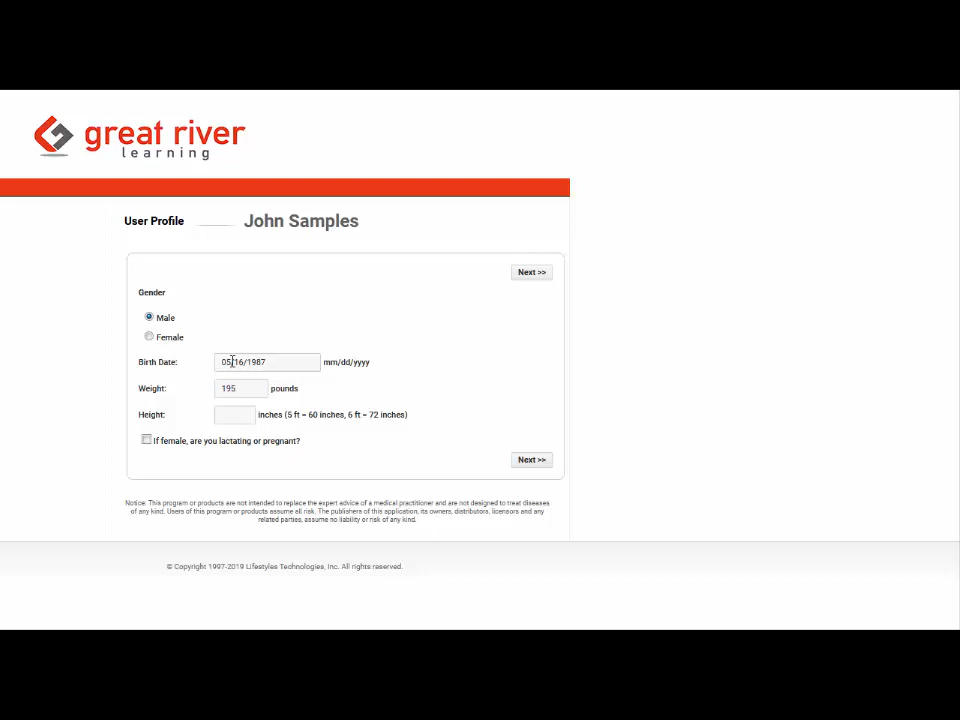 great river
learning
User Profile John Samples
Next >>
Gender
Male
Female
Birth Date: 05/16/1987 mm/dd/yyyy
Weight: 195 pounds
Height: inches (5 ft = 60 inches, 6 ft = 72 inches)
If female, are you lactating or pregnant?
Next >>
Notice: This program or products are not intended to replace the expert advice of a medical practitioner and are not designed to treat diseases
of any kind. Users of this program or products assume all risk. The publishers of this application, its owners, distributors, licensors and any
related parties, assume no liability or risk of any kind.
© Copyright 1997-2019 Lifestyles Technologies, Inc. All rights reserved.